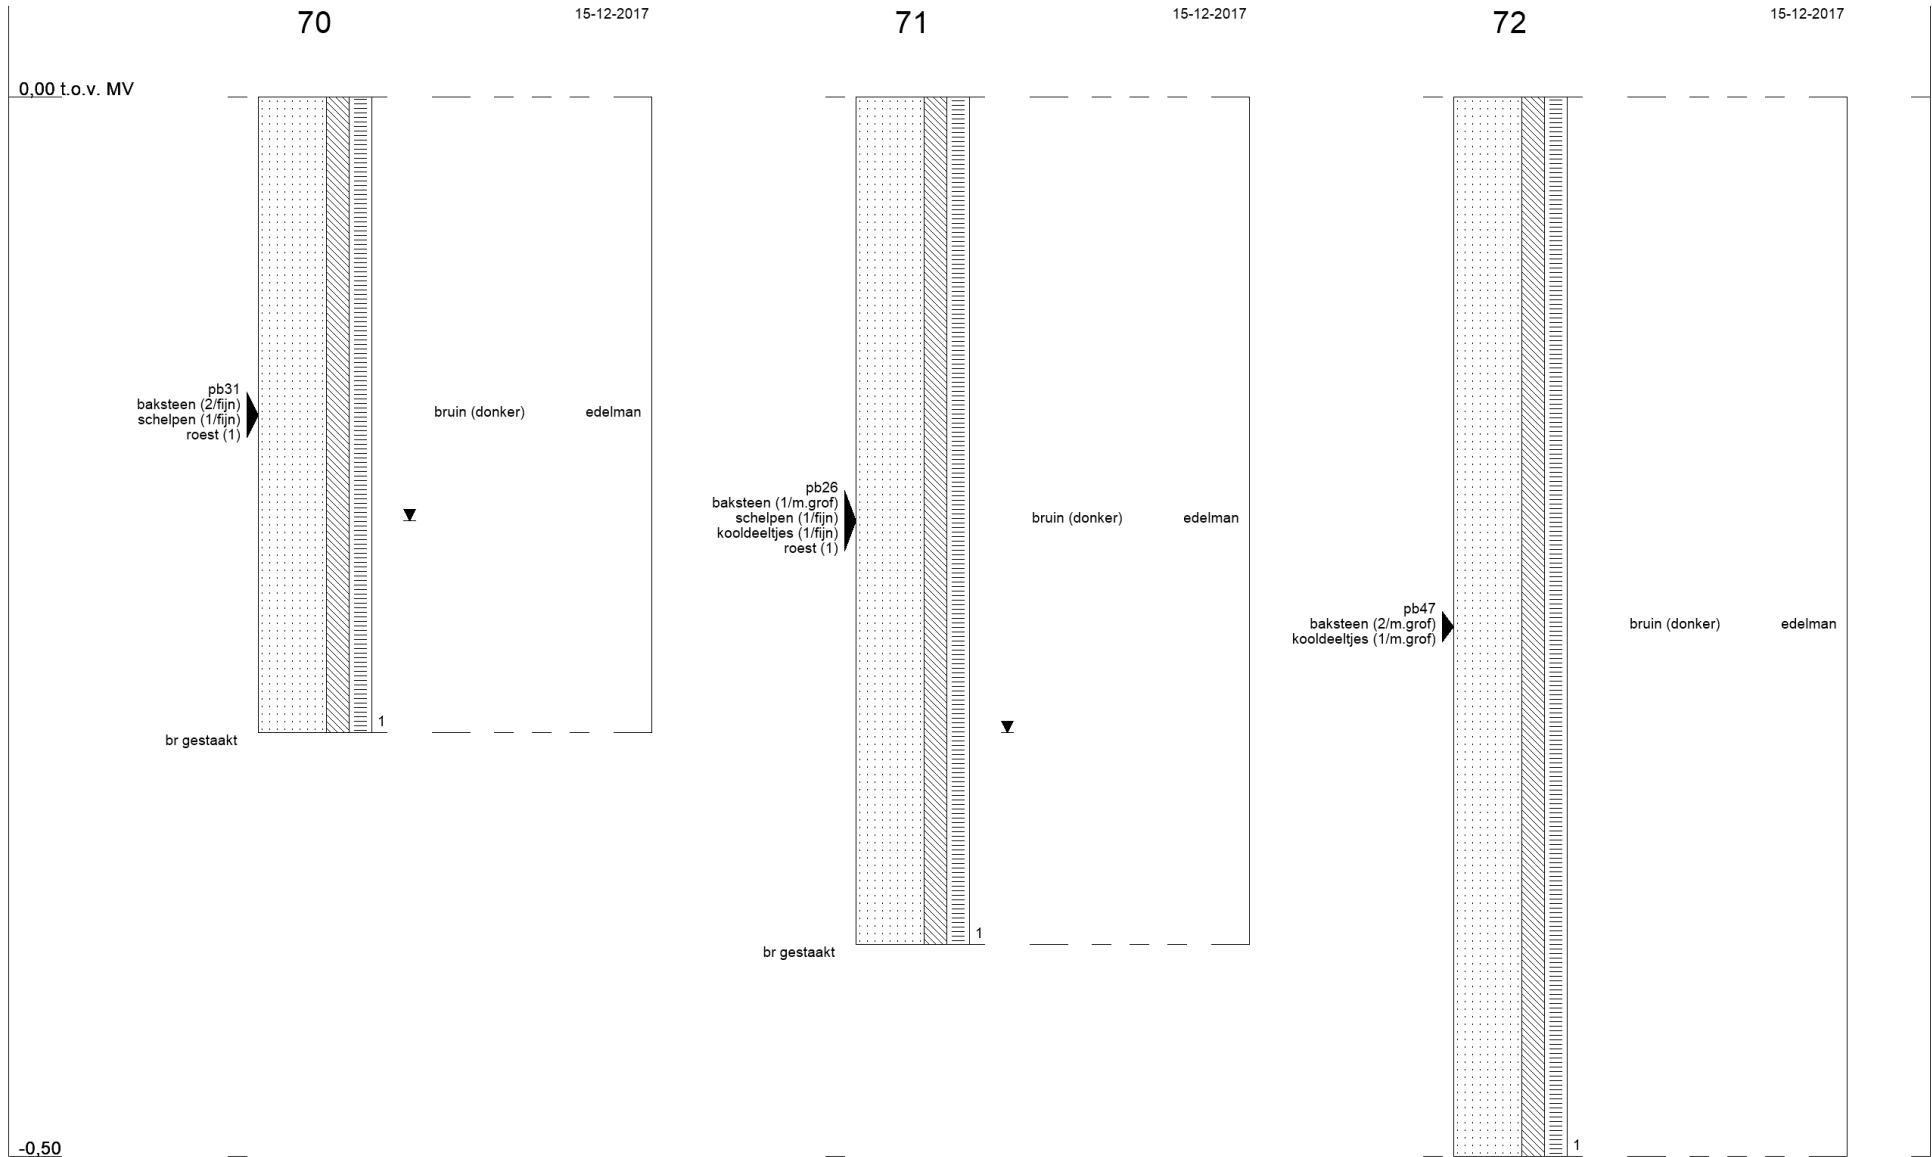 70
15-12-2017
71
15-12-2017
72
15-12-2017
0,00 t.o.v. MV
pb31
baksteen (2/fijn)
schelpen (1/fijn)
roest (1)
bruin (donker)
edelman
1
br gestaakt
pb26
baksteen (1/m.grof)
schelpen (1/fijn)
kooldeeltjes (1/fijn)
roest (1)
bruin (donker)
edelman
1
br gestaakt
pb47
baksteen (2/m.grof)
kooldeeltjes (1/m.grof)
bruin (donker)
edelman
1
-0,50